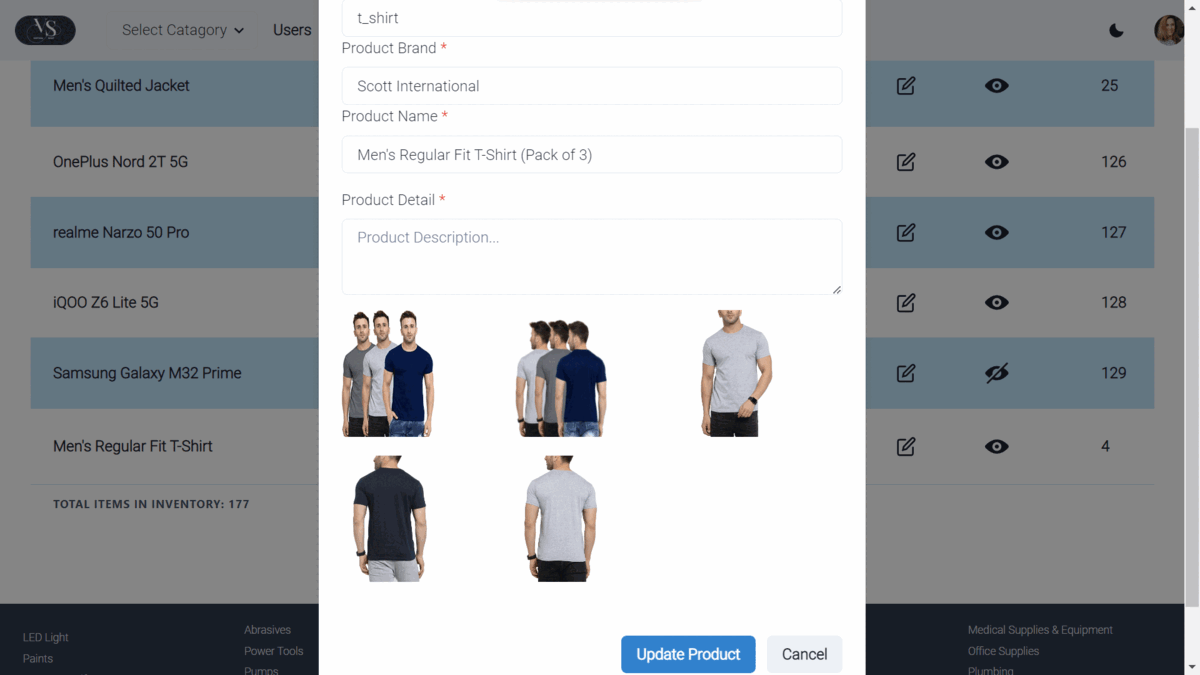 VS
Select Catagory
Users
t_shirt
Product Brand *
Scott International
Product Name *
Men's Regular Fit T-Shirt (Pack of 3)
Product Detail *
Product Description...
Men's Quilted Jacket
25
OnePlus Nord 2T 5G
126
realme Narzo 50 Pro
127
iQOO Z6 Lite 5G
128
Samsung Galaxy M32 Prime
129
Men's Regular Fit T-Shirt
4
TOTAL ITEMS IN INVENTORY: 177
Update Product
Cancel
LED Light
Paints
Abrasives
Power Tools
Pumps
Medical Supplies & Equipment
Office Supplies
Plumbing